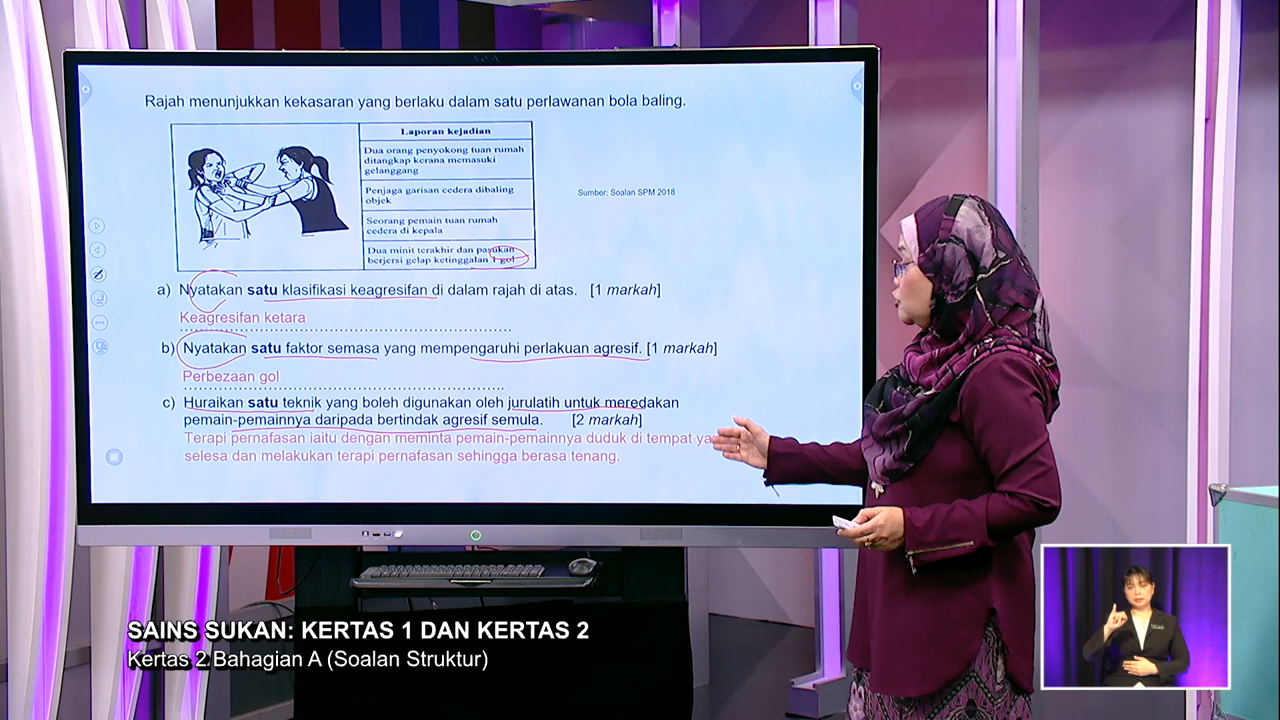 Rajah menunjukkan kekasaran yang berlaku dalam satu perlawanan bola baling.
Laporan kejadian
Dua orang penyokong tuan rumah
ditangkap kerana memasuki
gelanggang
Penjaga garisan cedera dibaling
objek
Seorang pemain tuan rumah
cedera di kepala
Dua minit terakhir dan pasukan
berjersi gelap ketinggalan 1 gol
Sumber: Soalan SPM 2018
a) Nyatakan satu klasifikasi keagresifan di dalam rajah di atas. [1 markah]
Keagresifan ketara
b) Nyatakan satu faktor semasa yang mempengaruhi perlakuan agresif. [1 markah]
Perbezaan gol
c) Huraikan satu teknik yang boleh digunakan oleh jurulatih untuk meredakan
pemain-pemainnya daripada bertindak agresif semula. [2 markah]
Terapi pernafasan iaitu dengan meminta pemain-pemainnya duduk di tempat
selesa dan melakukan terapi pernafasan sehingga berasa tenang.
SAINS SUKAN: KERTAS 1 DAN KERTAS 2
Kertas 2 Bahagian A (Soalan Struktur)